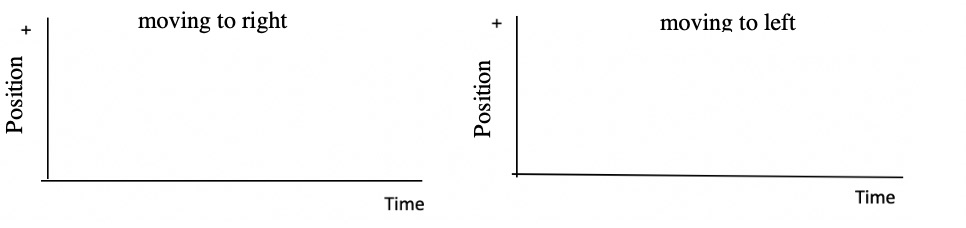 +
moving to right
Position
Time
+
moving to left
Position
Time